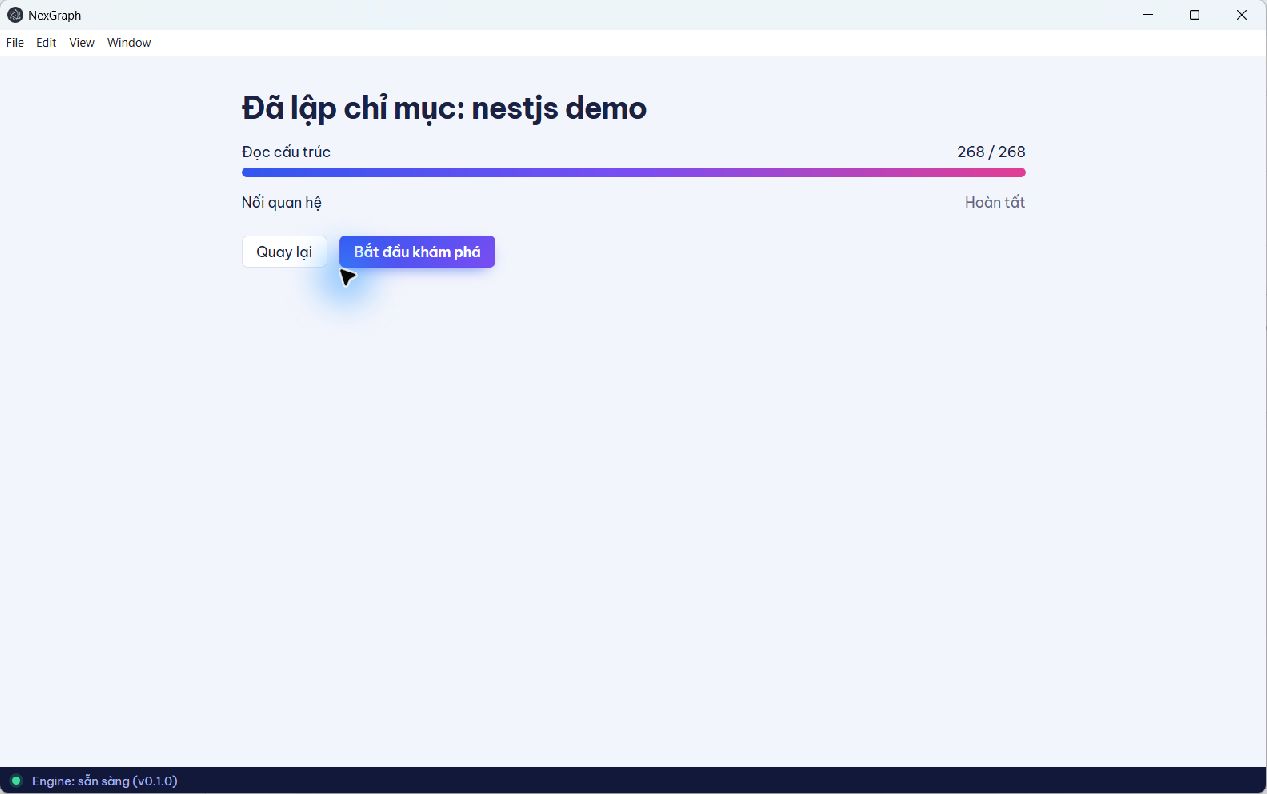 NexGraph
File Edit View Window
Đã lập chỉ mục: nestjs demo
Đọc cấu trúc 268 / 268
Nối quan hệ Hoàn tất
Quay lại Bắt đầu khám phá
Engine: sẵn sàng (v0.1.0)